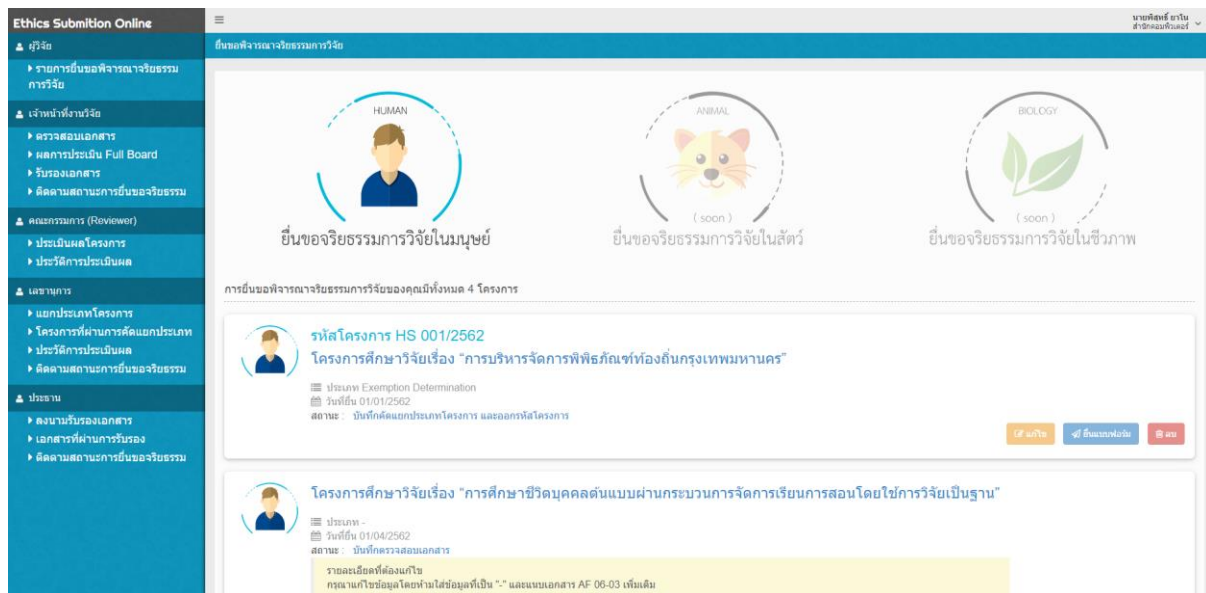 Ethics Submition Online
นายพิสุทธิ์ ยาโน
สำนักคอมพิวเตอร์
ผู้วิจัย
ยื่นขอพิจารณาจริยธรรมการวิจัย
รายการยื่นขอพิจารณาจริยธรรม
การวิจัย
เจ้าหน้าที่งานวิจัย
ตรวจสอบเอกสาร
ผลการประเมิน Full Board
รับรองเอกสาร
ติดตามสถานะการยื่นขอจริยธรรม
คณะกรรมการ (Reviewer)
ประเมินผลโครงการ
ประวัติการประเมินผล
เลขานุการ
แยกประเภทโครงการ
โครงการที่ผ่านการคัดแยกประเภท
ประวัติการประเมินผล
ติดตามสถานะการยื่นขอจริยธรรม
ประธาน
ลงนามรับรองเอกสาร
เอกสารที่ผ่านการรับรอง
ติดตามสถานะการยื่นขอจริยธรรม
HUMAN
ยื่นขอจริยธรรมการวิจัยในมนุษย์
ANIMAL
( soon )
ยื่นขอจริยธรรมการวิจัยในสัตว์
BIOLOGY
( soon )
ยื่นขอจริยธรรมการวิจัยในชีวภาพ
การยื่นขอพิจารณาจริยธรรมการวิจัยของคุณมีทั้งหมด 4 โครงการ
รหัสโครงการ HS 001/2562
โครงการศึกษาวิจัยเรื่อง "การบริหารจัดการพิพิธภัณฑ์ท้องถิ่นกรุงเทพมหานคร"
ประเภท Exemption Determination
วันที่ยื่น 01/01/2562
สถานะ : บันทึกคัดแยกประเภทโครงการ และออกรหัสโครงการ
แก้ไข ยื่นแบบฟอร์ม ลบ
โครงการศึกษาวิจัยเรื่อง "การศึกษาชีวิตบุคคลต้นแบบผ่านกระบวนการจัดการเรียนการสอนโดยใช้การวิจัยเป็นฐาน"
ประเภท -
วันที่ยื่น 01/04/2562
สถานะ : บันทึกตรวจสอบเอกสาร
รายละเอียดที่ต้องแก้ไข
กรุณาแก้ไขข้อมูลโดยห้ามใส่ข้อมูลที่เป็น "-" และแนบเอกสาร AF 06-03 เพิ่มเติม